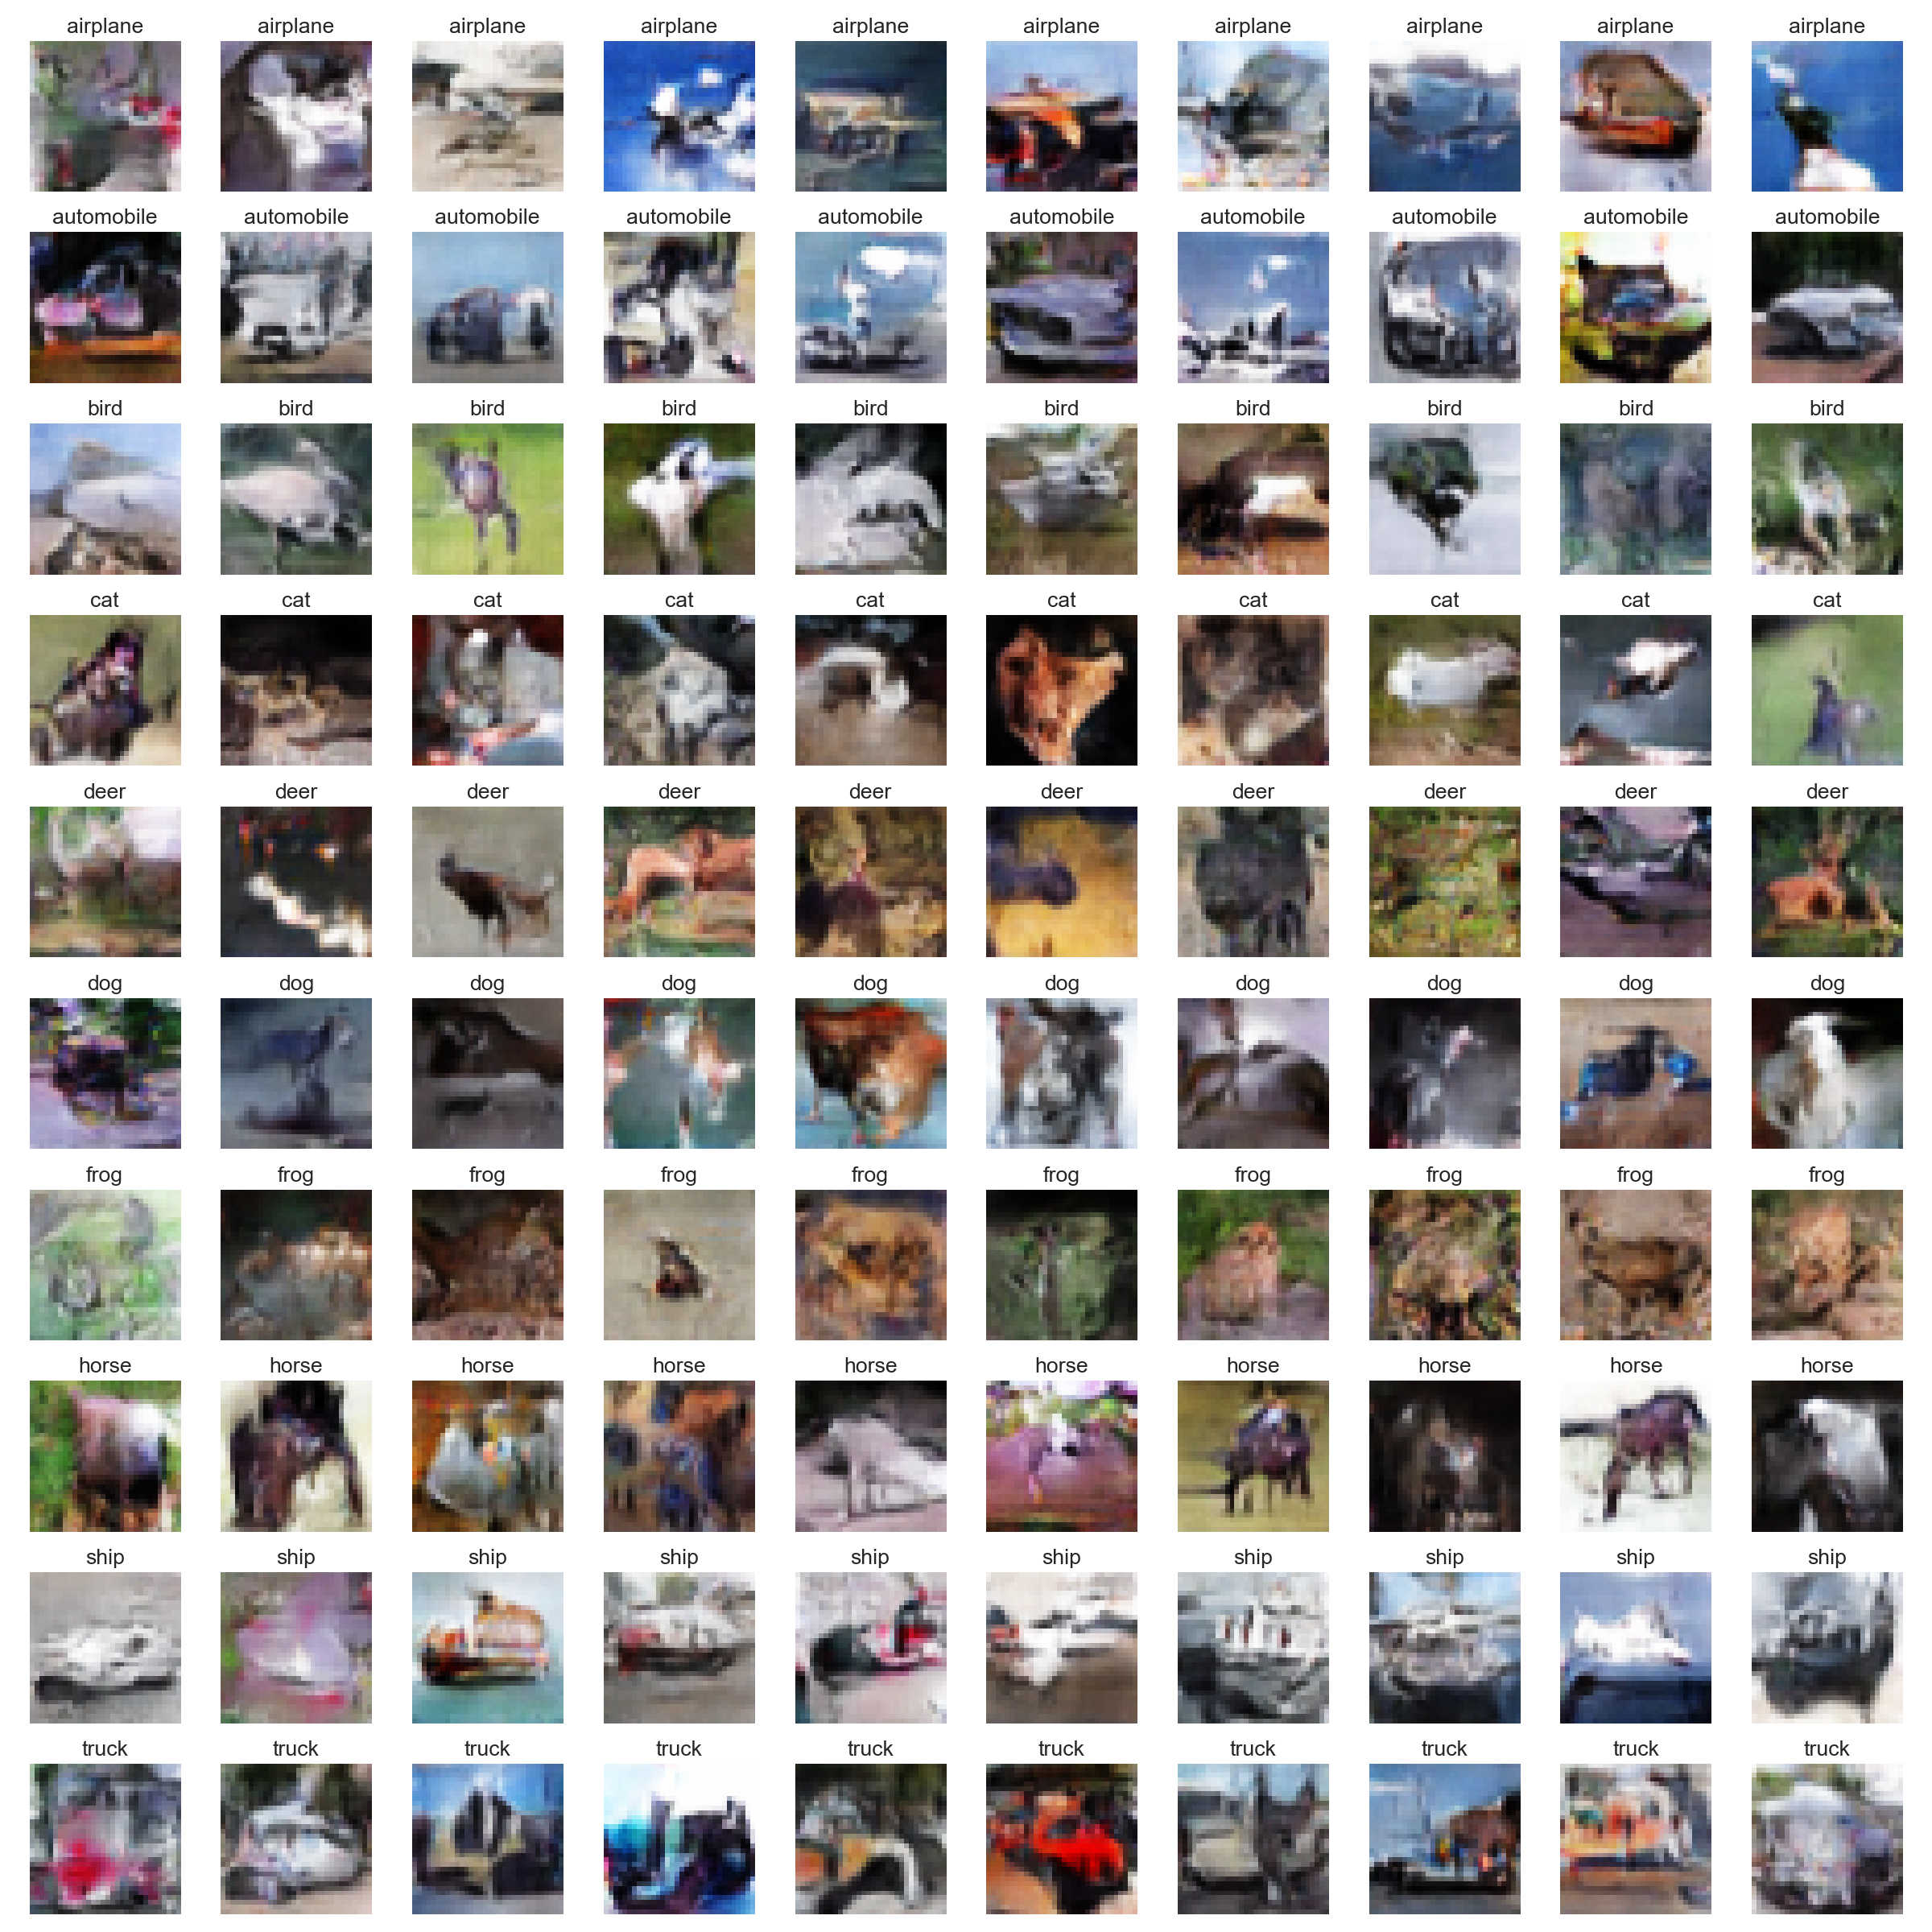 airplane airplane airplane airplane airplane airplane airplane airplane airplane airplane
automobile automobile automobile automobile automobile automobile automobile automobile automobile automobile
bird bird bird bird bird bird bird bird bird bird
cat cat cat cat cat cat cat cat cat cat
deer deer deer deer deer deer deer deer deer deer
dog dog dog dog dog dog dog dog dog dog
frog frog frog frog frog frog frog frog frog frog
horse horse horse horse horse horse horse horse horse horse
ship ship ship ship ship ship ship ship ship ship
truck truck truck truck truck truck truck truck truck truck